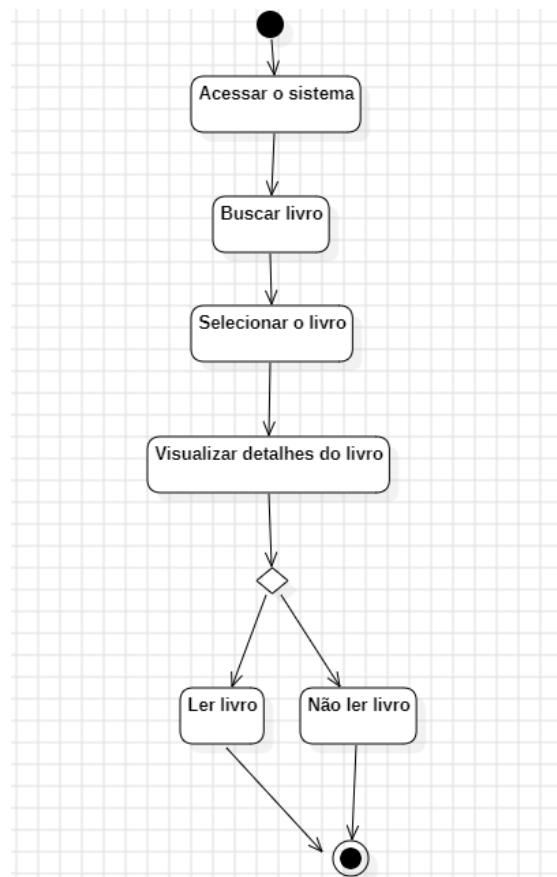 Acessar o sistema
Buscar livro
Selecionar o livro
Visualizar detalhes do livro
Ler livro
Não ler livro